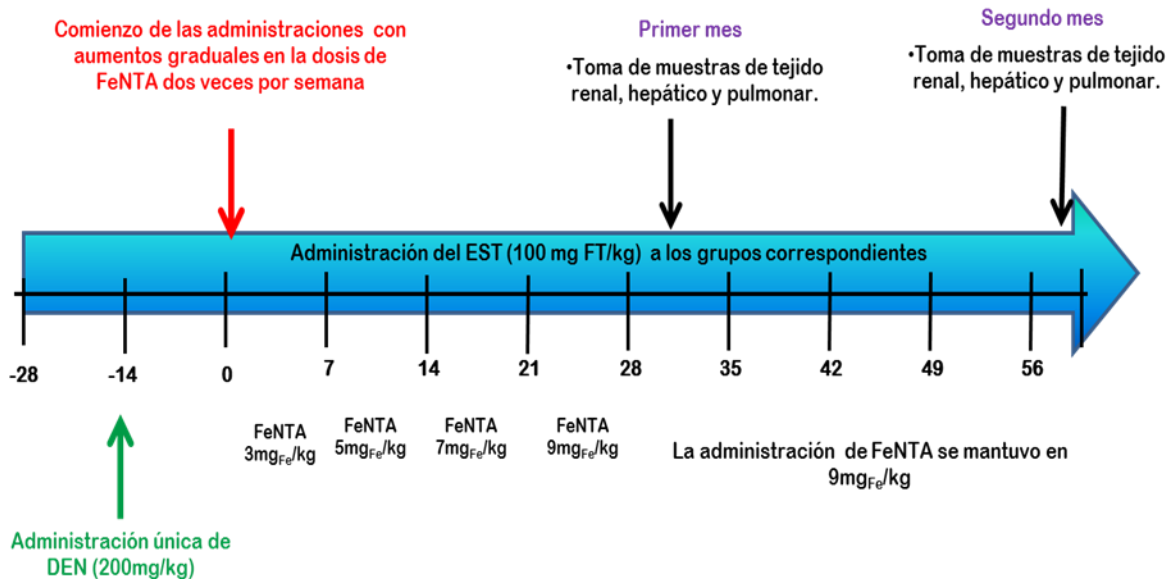 Comienzo de las administraciones con
aumentos graduales en la dosis de
FeNTA dos veces por semana
Primer mes
•Toma de muestras de tejido
renal, hepático y pulmonar.
Segundo mes
•Toma de muestras de tejido
renal, hepático y pulmonar.
Administración del EST (100 mg FT/kg) a los grupos correspondientes
-28 -14 0 7 14 21 28 35 42 49 56
FeNTA
3mgFe/kg
FeNTA
5mgFe/kg
FeNTA
7mgFe/kg
FeNTA
9mgFe/kg
La administración de FeNTA se mantuvo en
9mgFe/kg
Administración única de
DEN (200mg/kg)